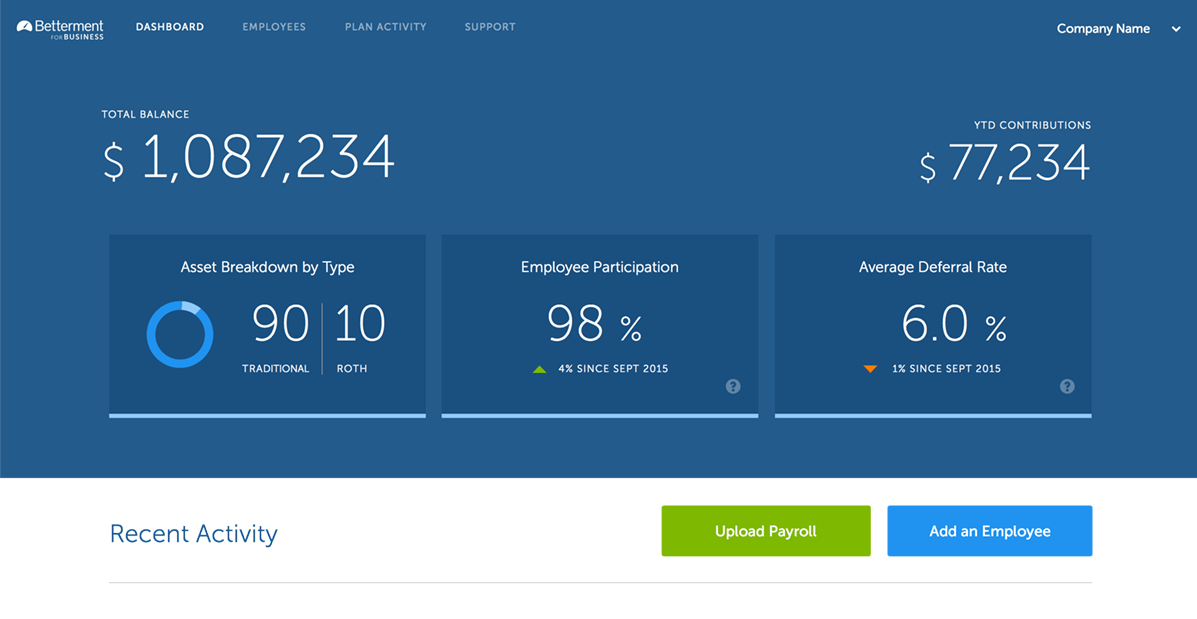 Betterment
FOR BUSINESS
DASHBOARD
EMPLOYEES
PLAN ACTIVITY
SUPPORT
Company Name
TOTAL BALANCE
$ 1,087,234
YTD CONTRIBUTIONS
$ 77,234
Asset Breakdown by Type
90 10
TRADITIONAL ROTH
Employee Participation
98 %
4% SINCE SEPT 2015
?
Average Deferral Rate
6.0 %
1% SINCE SEPT 2015
?
Recent Activity
Upload Payroll
Add an Employee